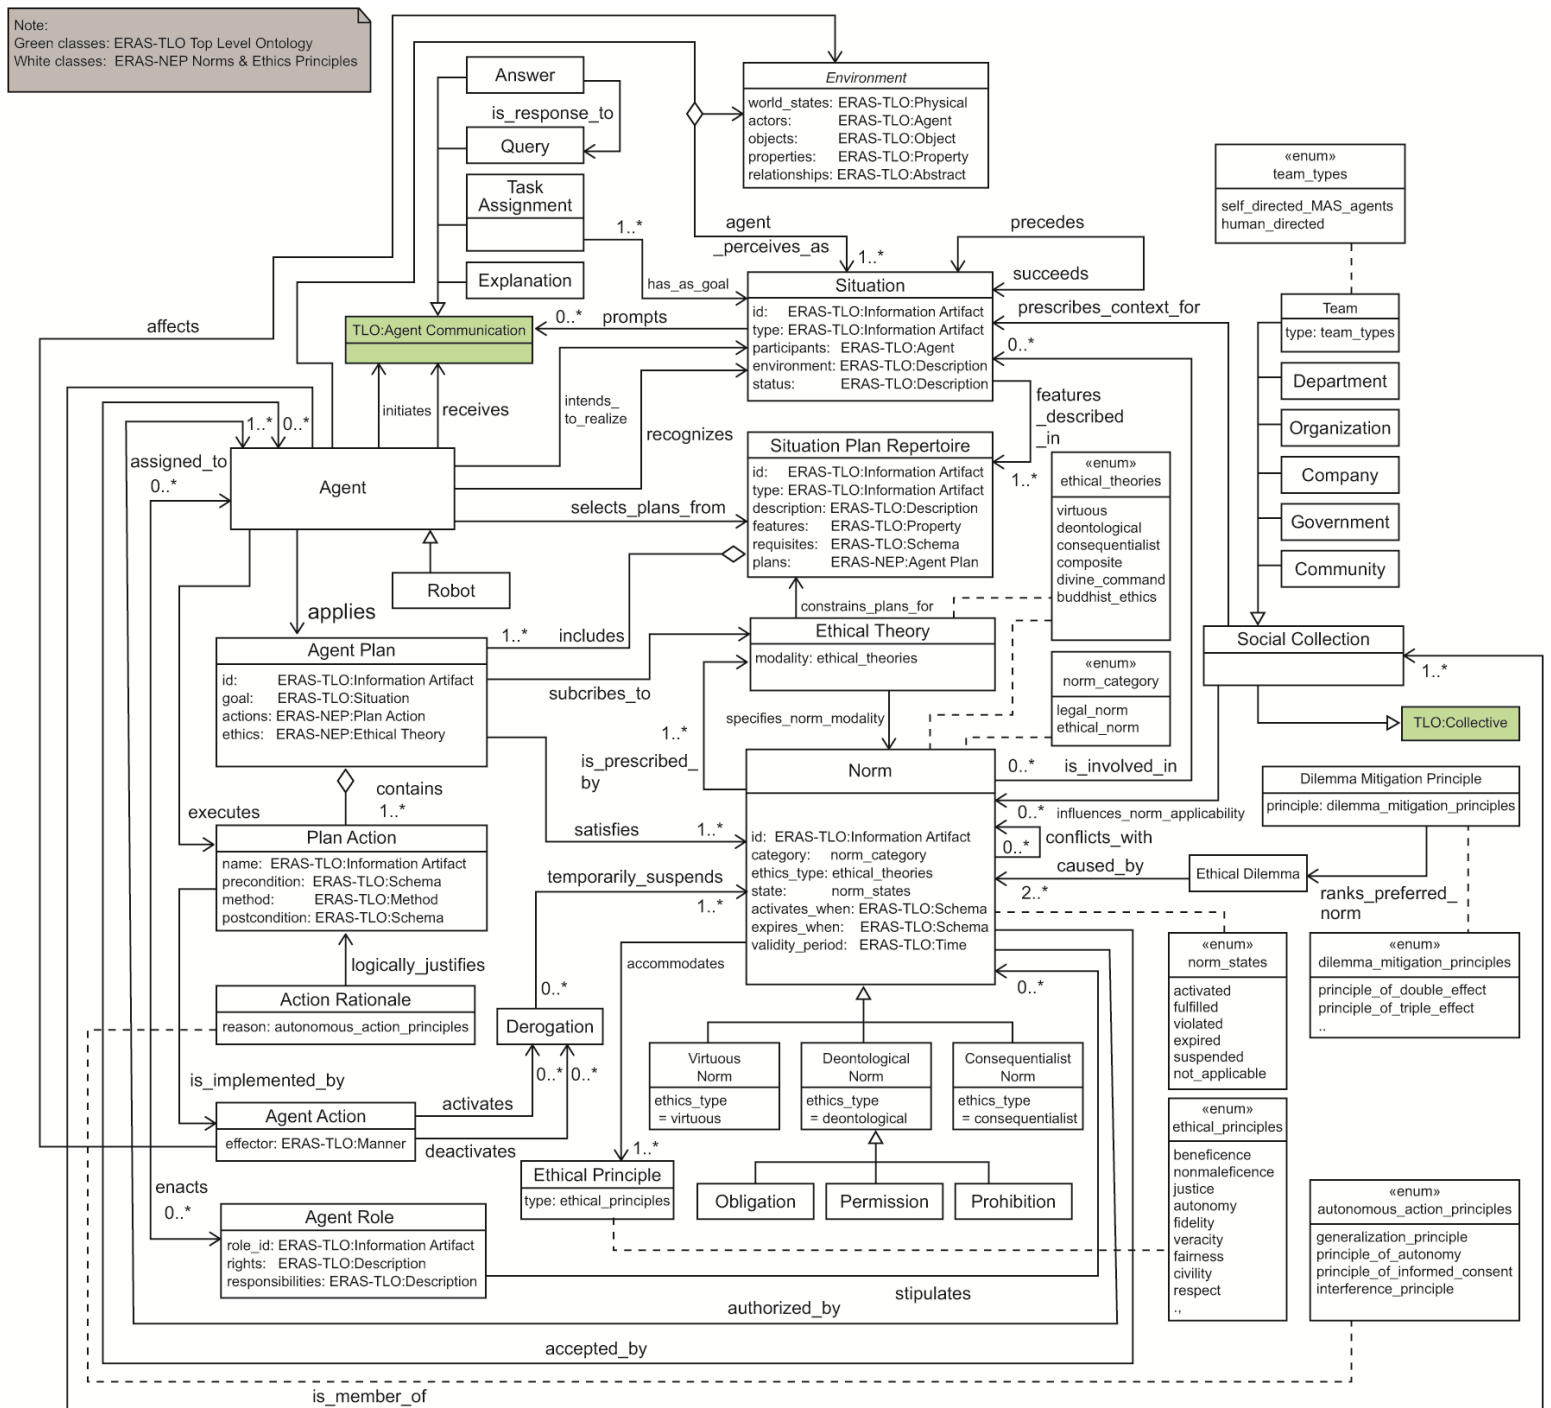 Note:
Green classes: ERAS-TLO Top Level Ontology
White classes: ERAS-NEP Norms & Ethics Principles
Answer
is_response_to
Query
Task
Assignment
1..*
has_as_goal
Explanation
TLO:Agent Communication
0..*
prompts
affects
Environment
world_states: ERAS-TLO:Physical
actors: ERAS-TLO:Agent
objects: ERAS-TLO:Object
properties: ERAS-TLO:Property
relationships: ERAS-TLO:Abstract
agent
_perceives_as
1..*
precedes
succeeds
Situation
id: ERAS-TLO:Information Artifact
type: ERAS-TLO:Information Artifact
participants: ERAS-TLO:Agent
environment: ERAS-TLO:Description
status: ERAS-TLO:Description
prescribes_context_for
0..*
«enum»
team_types
self_directed_MAS_agents
human_directed
Team
type: team_types
Department
Organization
Company
Government
Community
Social Collection
1..*
TLO:Collective
initiates
receives
intends_
to_realize
recognizes
features
_described
_in
1..*
1..*
0..*
assigned_to
0..*
Agent
selects_plans_from
Robot
applies
Situation Plan Repertoire
id: ERAS-TLO:Information Artifact
type: ERAS-TLO:Information Artifact
description: ERAS-TLO:Description
features: ERAS-TLO:Property
requisites: ERAS-TLO:Schema
plans: ERAS-NEP:Agent Plan
«enum»
ethical_theories
virtuous
deontological
consequentialist
composite
divine_command
buddhist_ethics
constrains_plans_for
Ethical Theory
modality: ethical_theories
1..*
includes
subcribes_to
Agent Plan
id: ERAS-TLO:Information Artifact
goal: ERAS-TLO:Situation
actions: ERAS-NEP:Plan Action
ethics: ERAS-NEP:Ethical Theory
«enum»
norm_category
legal_norm
ethical_norm
specifies_norm_modality
1..*
is_prescribed_
by
contains
1..*
executes
Plan Action
name: ERAS-TLO:Information Artifact
precondition: ERAS-TLO:Schema
method: ERAS-TLO:Method
postcondition: ERAS-TLO:Schema
satisfies
1..*
Norm
id: ERAS-TLO:Information Artifact
category: norm_category
ethics_type: ethical_theories
state: norm_states
activates_when: ERAS-TLO:Schema
expires_when: ERAS-TLO:Schema
validity_period: ERAS-TLO:Time
0..*
is_involved_in
0..*
influences_norm_applicability
conflicts_with
0..*
caused_by
2..*
Ethical Dilemma
Dilemma Mitigation Principle
principle: dilemma_mitigation_principles
ranks_preferred_
norm
temporarily_suspends
1..*
logically_justifies
Action Rationale
reason: autonomous_action_principles
0..*
Derogation
0..*
0..*
accommodates
0..*
«enum»
norm_states
activated
fulfilled
violated
expired
suspended
not_applicable
«enum»
dilemma_mitigation_principles
principle_of_double_effect
principle_of_triple_effect
..
Virtuous
Norm
ethics_type
= virtuous
Deontological
Norm
ethics_type
= deontological
Consequentialist
Norm
ethics_type
= consequentialist
is_implemented_by
Agent Action
effector: ERAS-TLO:Manner
activates
deactivates
1..*
Ethical Principle
type: ethical_principles
Obligation
Permission
Prohibition
«enum»
ethical_principles
beneficence
nonmaleficence
justice
autonomy
fidelity
veracity
fairness
civility
respect
.,
«enum»
autonomous_action_principles
generalization_principle
principle_of_autonomy
principle_of_informed_consent
interference_principle
enacts
0..*
Agent Role
role_id: ERAS-TLO:Information Artifact
rights: ERAS-TLO:Description
responsibilities: ERAS-TLO:Description
stipulates
authorized_by
accepted_by
is_member_of